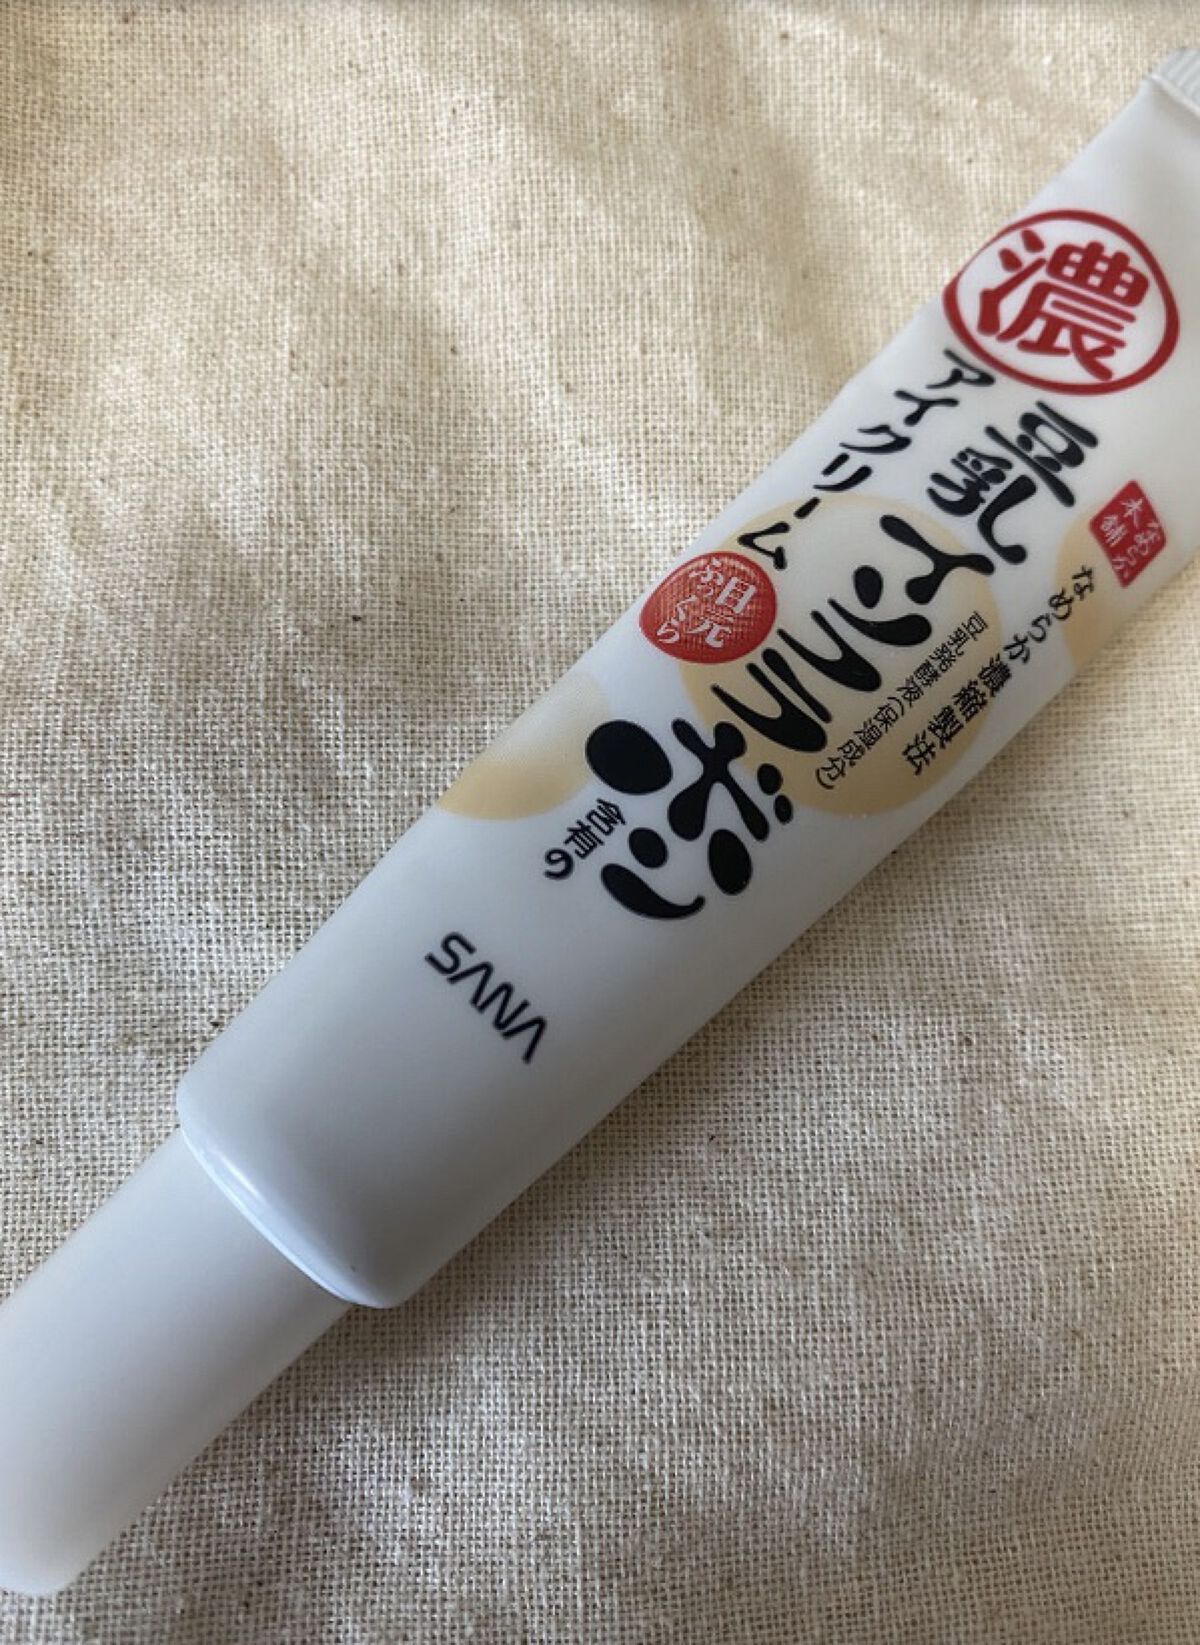 濃
なめらか
本舗
なめらか濃縮製法
豆乳発酵液(保湿成分)
豆乳イソフラボン
含有の
アイクリーム
目元
ふっくら
SANA